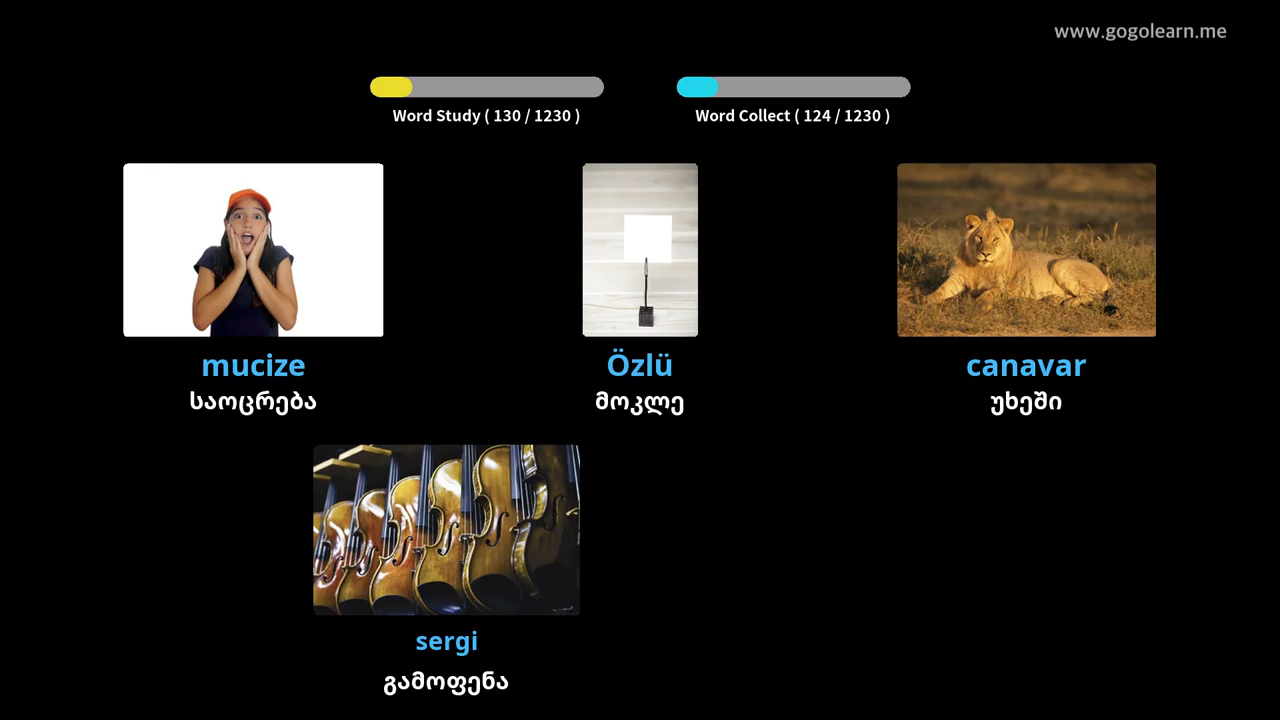 www.gogolearn.me
Word Study ( 130 / 1230 )
Word Collect ( 124 / 1230 )
mucize
საოცრება
Özlü
მოკლე
canavar
უხეში
sergi
გამოფენა